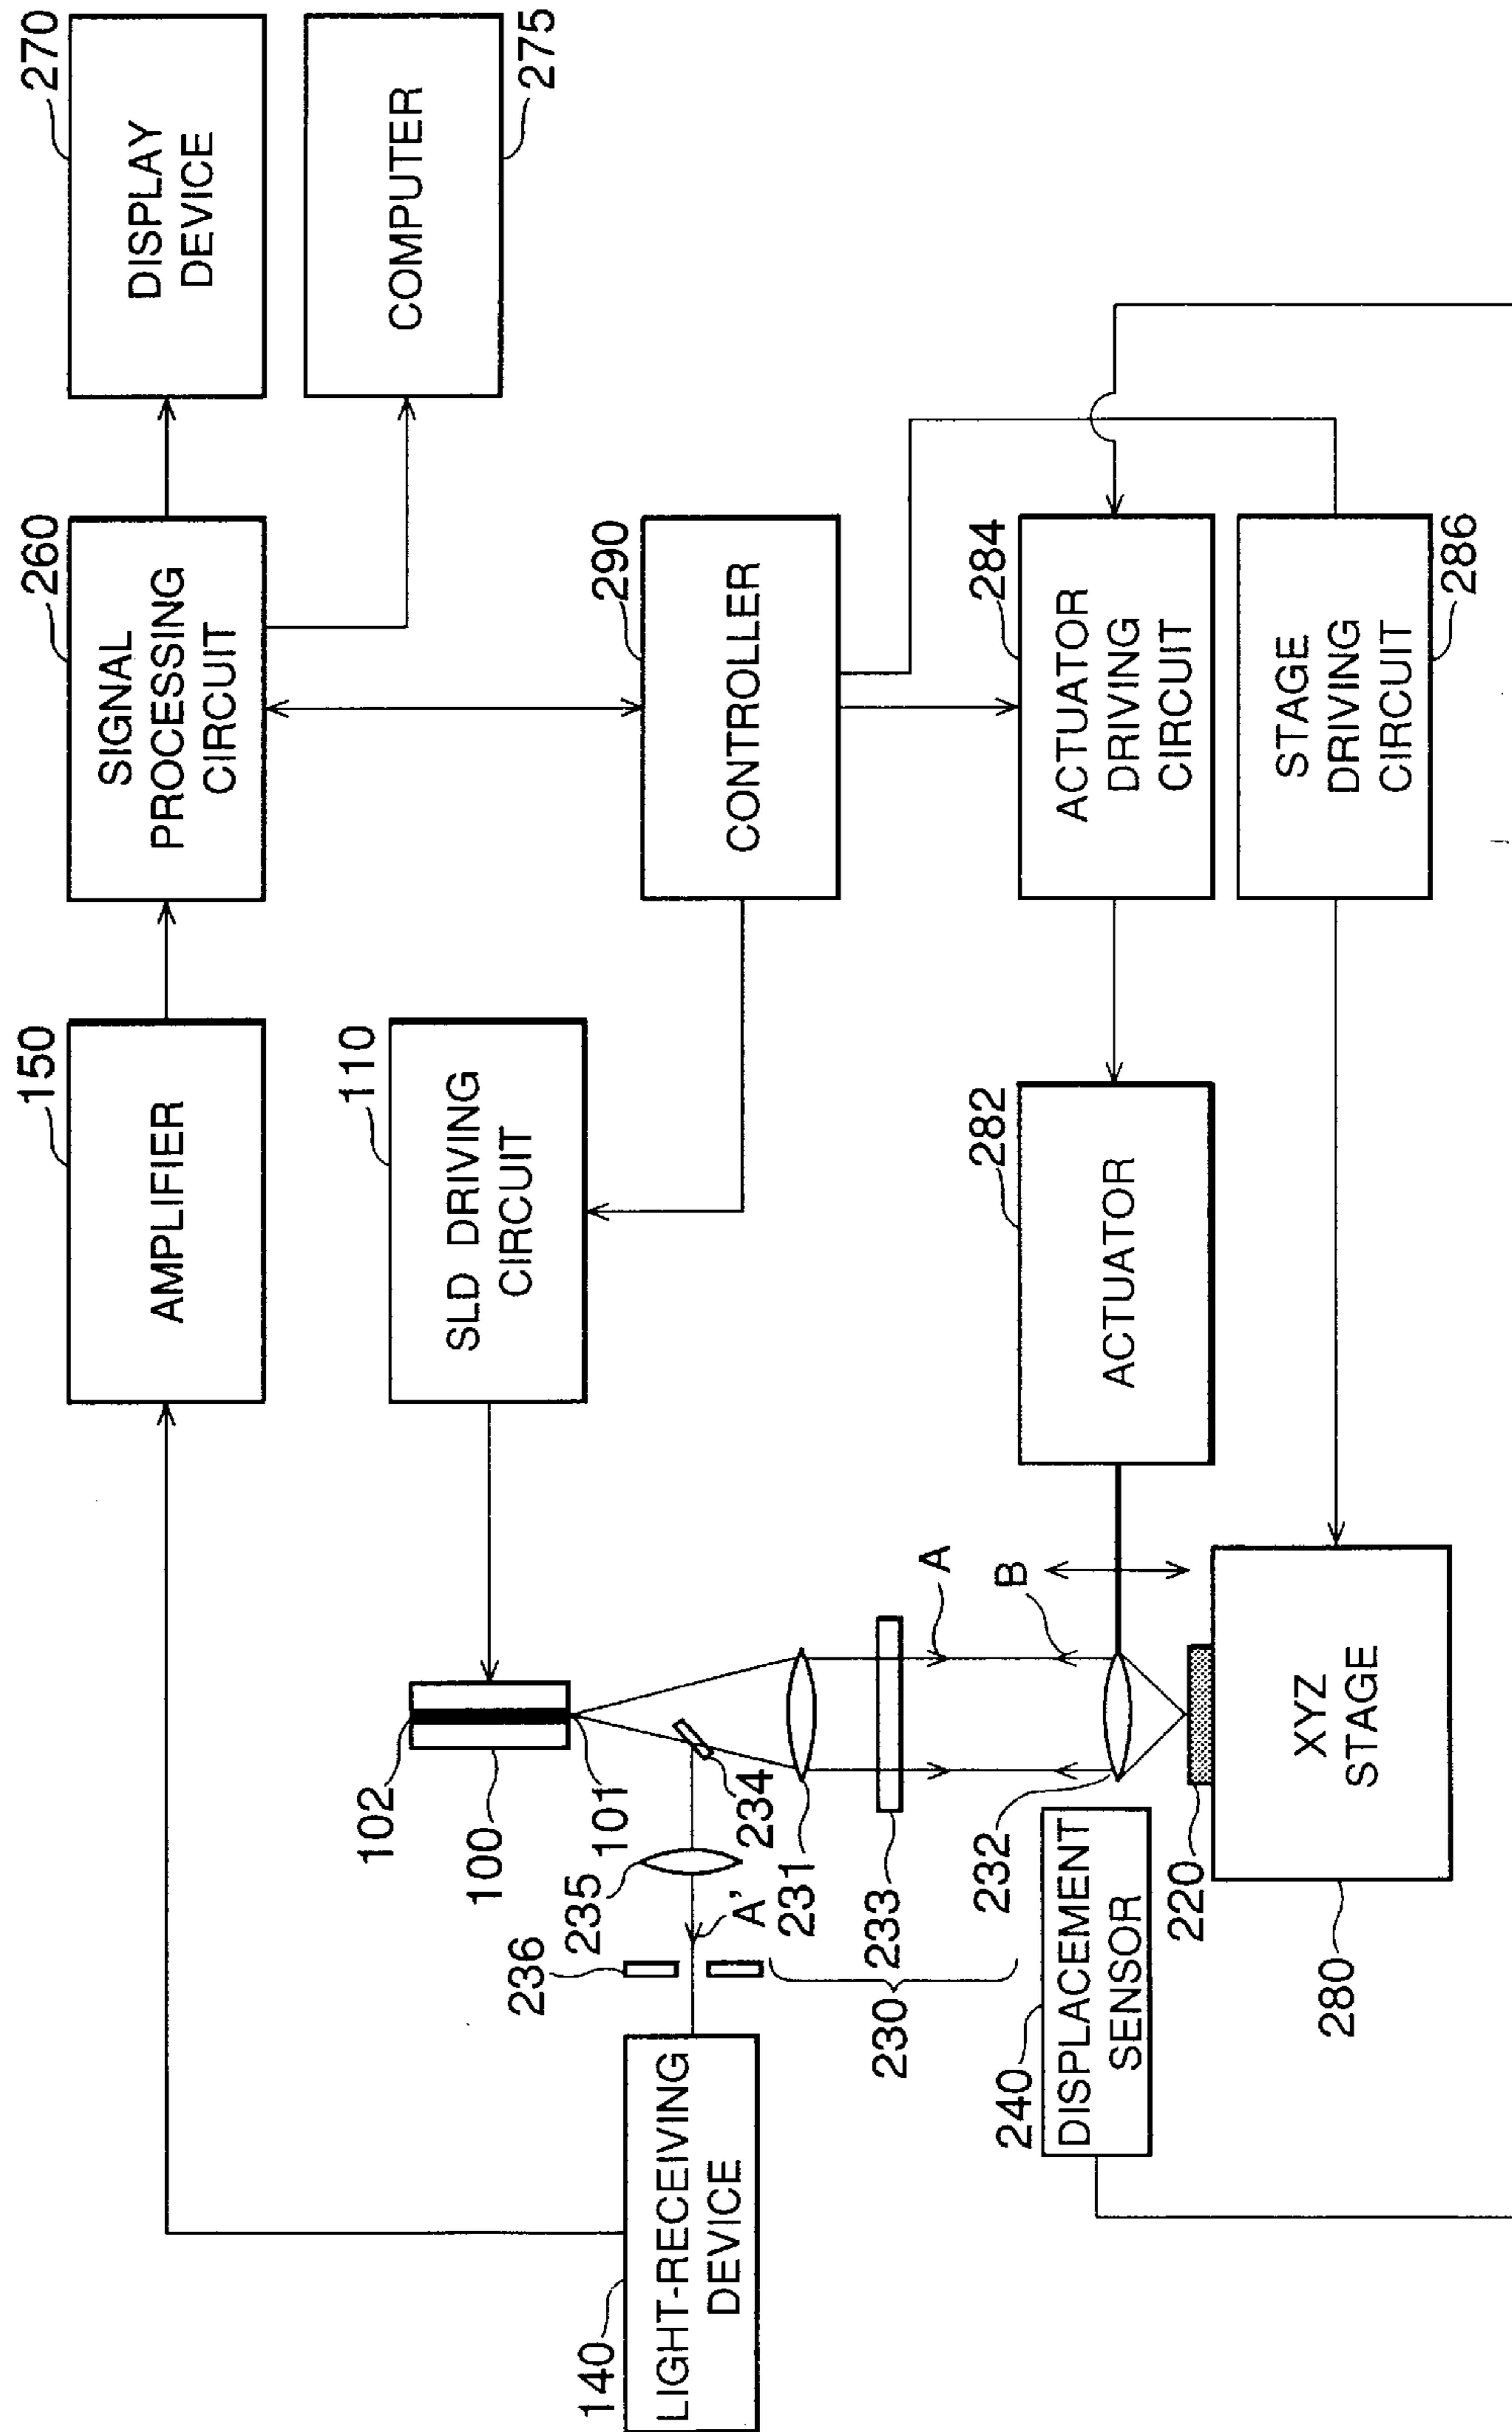 270
DISPLAY
DEVICE
275
COMPUTER
260
SIGNAL
PROCESSING
CIRCUIT
290
CONTROLLER
284
ACTUATOR
DRIVING
CIRCUIT
286
STAGE
DRIVING
CIRCUIT
150
AMPLIFIER
110
SLD DRIVING
CIRCUIT
282
ACTUATOR
102
100
101
234
235
A'
231
236
233
230
A
B
232
240
DISPLACEMENT
SENSOR
220
XYZ
STAGE
280
140
LIGHT-RECEIVING
DEVICE